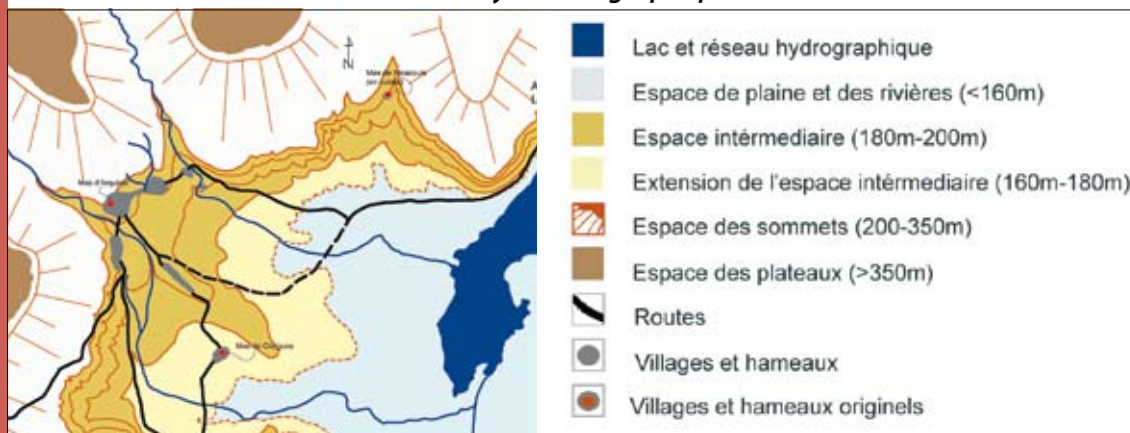 N
Mas d'Arquière
Lac et réseau hydrographique
Espace de plaine et des rivières (<160m)
Espace intérmediaire (180m-200m)
Extension de l'espace intérmediaire (160m-180m)
Espace des sommets (200-350m)
Espace des plateaux (>350m)
Routes
Villages et hameaux
Villages et hameaux originels